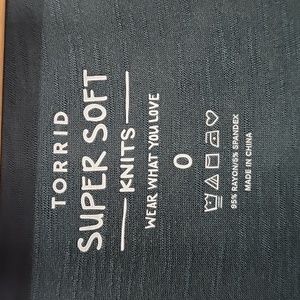 TORRID
SUPER SOFT
KNITS
WEAR WHAT YOU LOVE
0
95% RAYON/5% SPANDEX
MADE IN CHINA